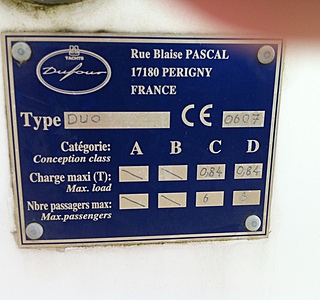 YACHTS
Dufour
Rue Blaise PASCAL
17180 PERIGNY
FRANCE
Type DUO CE 0607
Catégorie: A B C D
Conception class
Charge maxi (T): \ \ 0,84 0,84
Max. load
Nbre passagers max: \ \ 6
Max.passengers